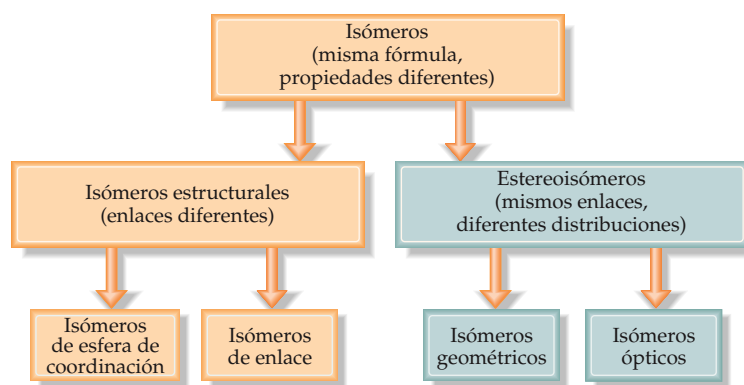 Isómeros
(misma fórmula,
propiedades diferentes)
Isómeros estructurales
(enlaces diferentes)
Estereoisómeros
(mismos enlaces,
diferentes distribuciones)
Isómeros
de esfera de
coordinación
Isómeros
de enlace
Isómeros
geométricos
Isómeros
ópticos